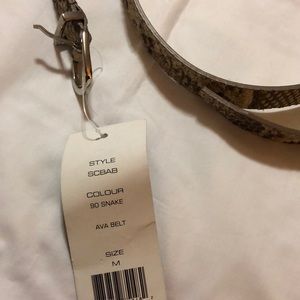 STYLE
SCBAB
COLOUR
90 SNAKE
AVA BELT
SIZE
M